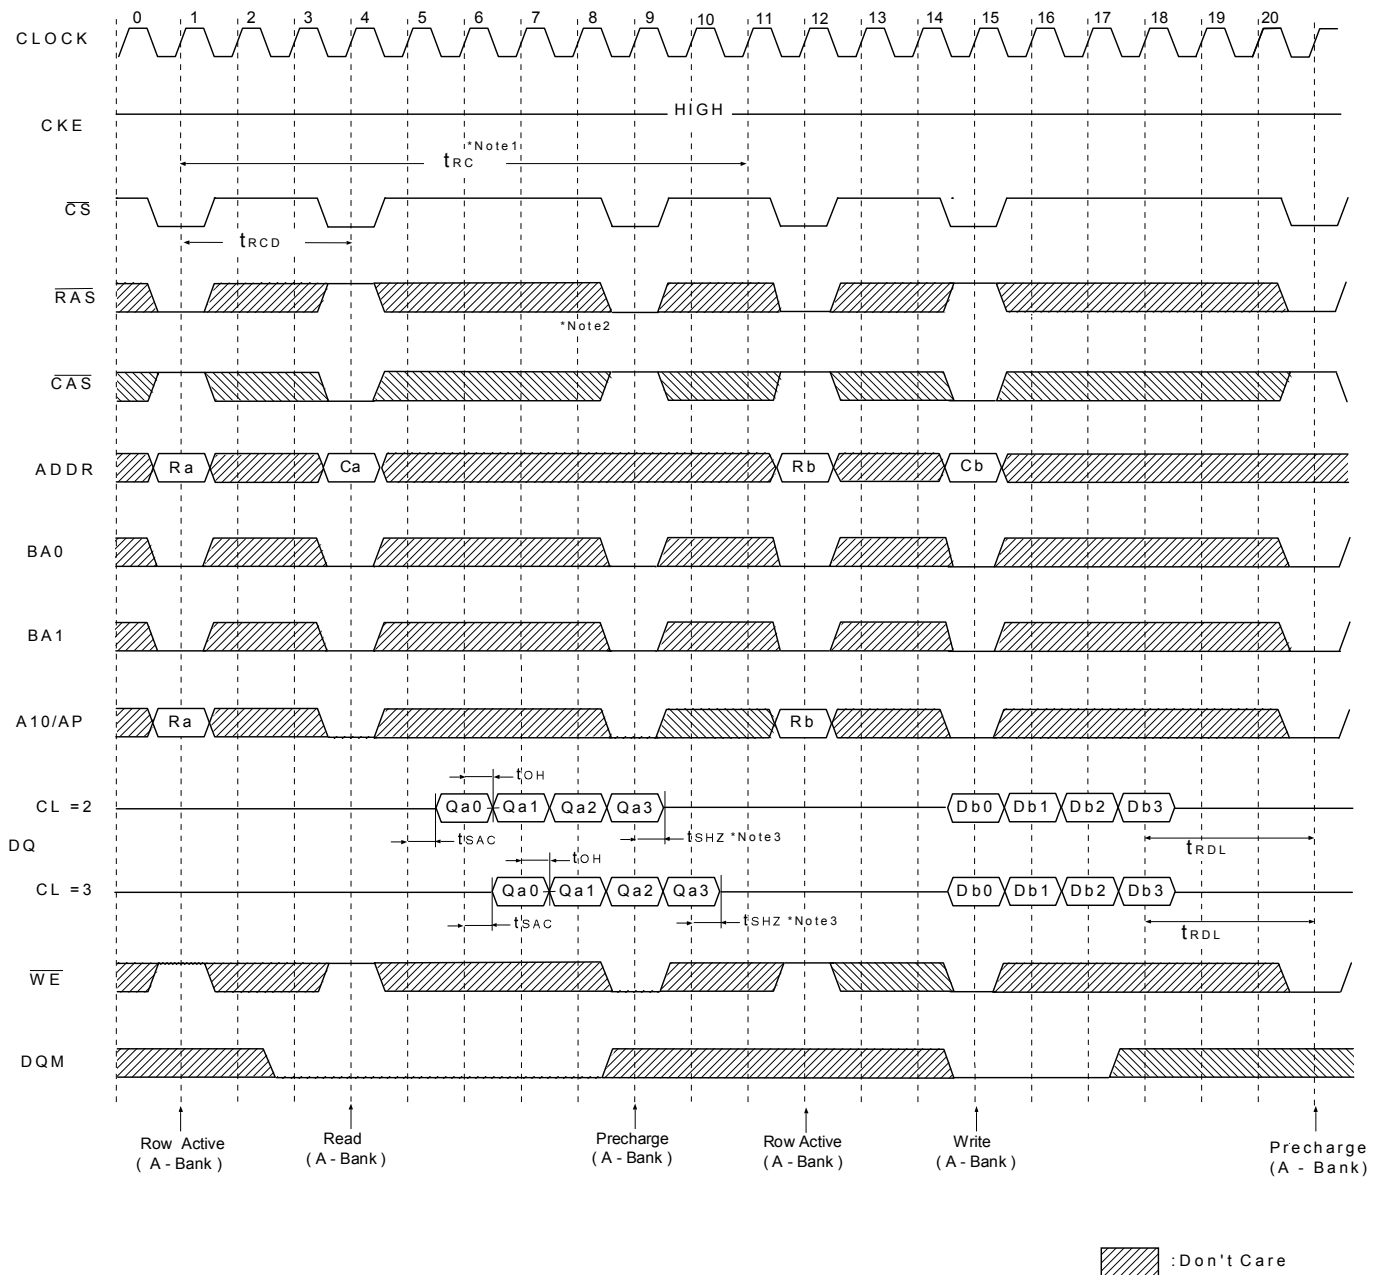 0 1 2 3 4 5 6 7 8 9 10 11 12 13 14 15 16 17 18 19 20
CLOCK
HIGH
CKE
tRC *Note1
CS
tRCD
RAS
*Note2
CAS
ADDR Ra Ca Rb Cb
BA0
BA1
A10/AP Ra Rb
tOH
CL =2 Qa0 Qa1 Qa2 Qa3 Db0 Db1 Db2 Db3
tSAC tSHZ *Note3 tRDL
DQ
tOH
CL =3 Qa0 Qa1 Qa2 Qa3 Db0 Db1 Db2 Db3
tSAC tSHZ *Note3 tRDL
WE
DQM
Row Active
( A - Bank )
Read
( A - Bank )
Precharge
( A - Bank )
Row Active
( A - Bank )
Write
( A - Bank )
Precharge
(A - Bank)
:Don't Care